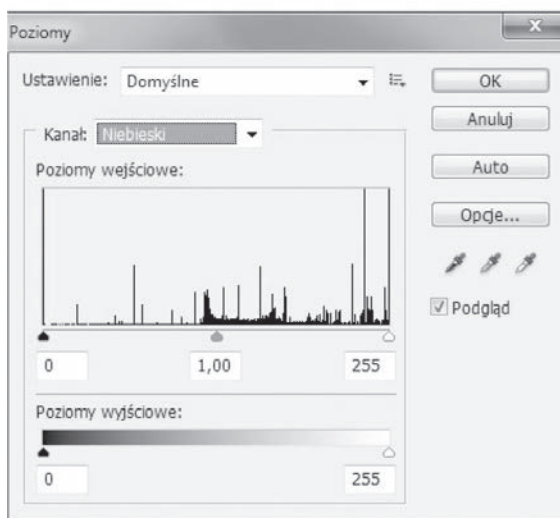 Poziomy
Ustawienie: Domyślne
OK
Kanał: Niebieski
Anuluj
Poziomy wejściowe:
Auto
Opcje...
Podgląd
0 1,00 255
Poziomy wyjściowe:
0 255